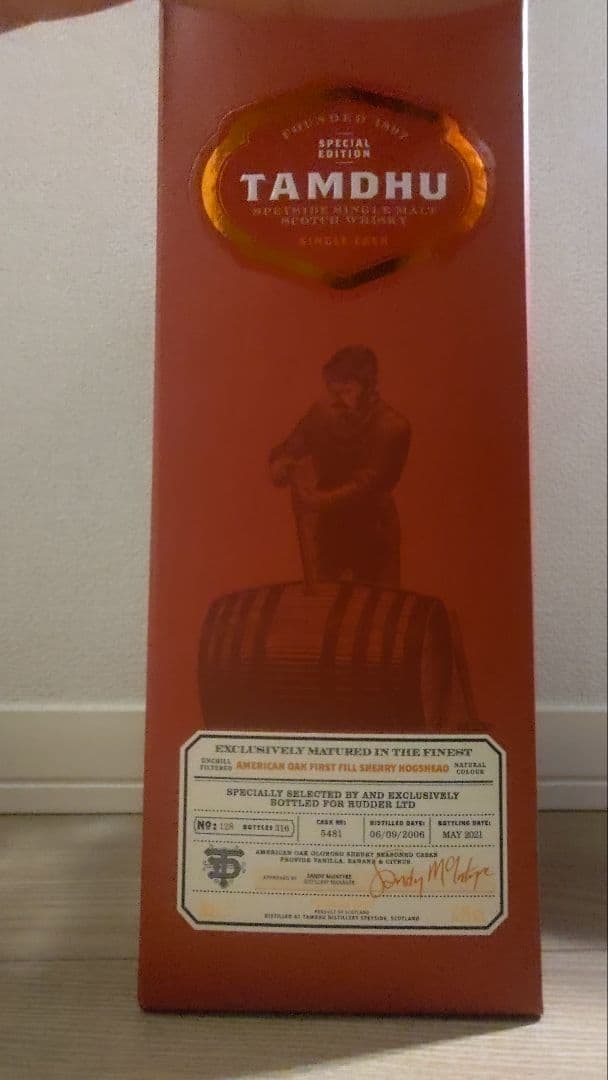 FOUNDED 1897
SPECIAL
EDITION
TAMDHU
SPEYSIDE SINGLE MALT
SCOTCH WHISKY
SINGLE CASK
EXCLUSIVELY MATURED IN THE FINEST
UNCHILL
FILTERED
AMERICAN OAK FIRST FILL SHERRY HOGSHEAD
NATURAL
COLOUR
SPECIALLY SELECTED BY AND EXCLUSIVELY
BOTTLED FOR RUDDER LTD
Nº: 128 BOTTLES 316
CASK Nº:
5481
DISTILLED DATE:
06/09/2006
BOTTLING DATE:
MAY 2021
AMERICAN OAK OLOROSO SHERRY SEASONED CASKS
PROVIDE VANILLA, BANANA & CITRUS
APPROVED BY
SANDY McINTYRE
DISTILLERY MANAGER
Sandy McIntyre
PRODUCT OF SCOTLAND
DISTILLED AT TAMDHU DISTILLERY SPEYSIDE, SCOTLAND